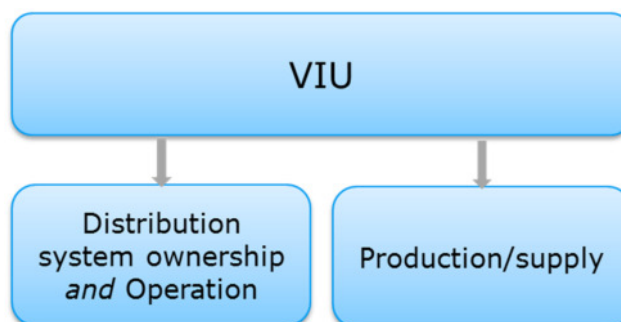 VIU
Distribution
system ownership
and Operation
Production/supply